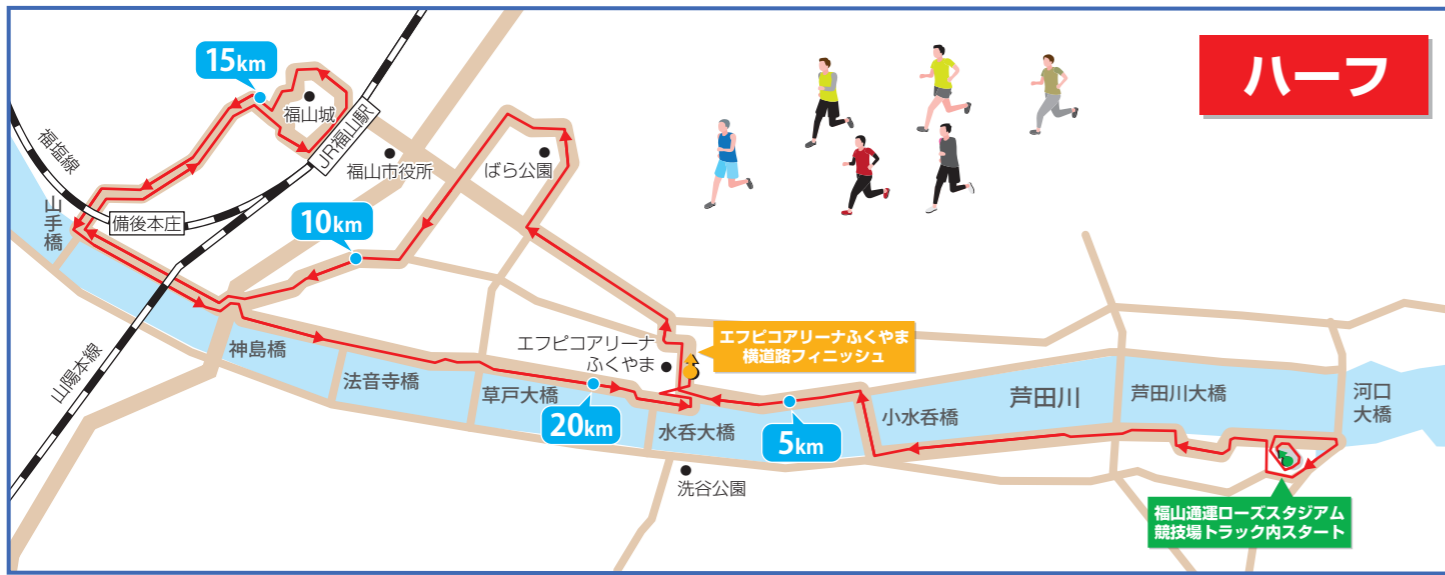 ハーフ
15km
福山城
JR福山駅
福塩線
福山市役所
ばら公園
山手橋
備後本庄
10km
エフピコアリーナふくやま
横道路フィニッシュ
エフピコアリーナ
ふくやま
神島橋
山陽本線
法音寺橋
草戸大橋
20km
水呑大橋
5km
小水呑橋
芦田川
芦田川大橋
河口
大橋
洗谷公園
福山通運ローズスタジアム
競技場トラック内スタート